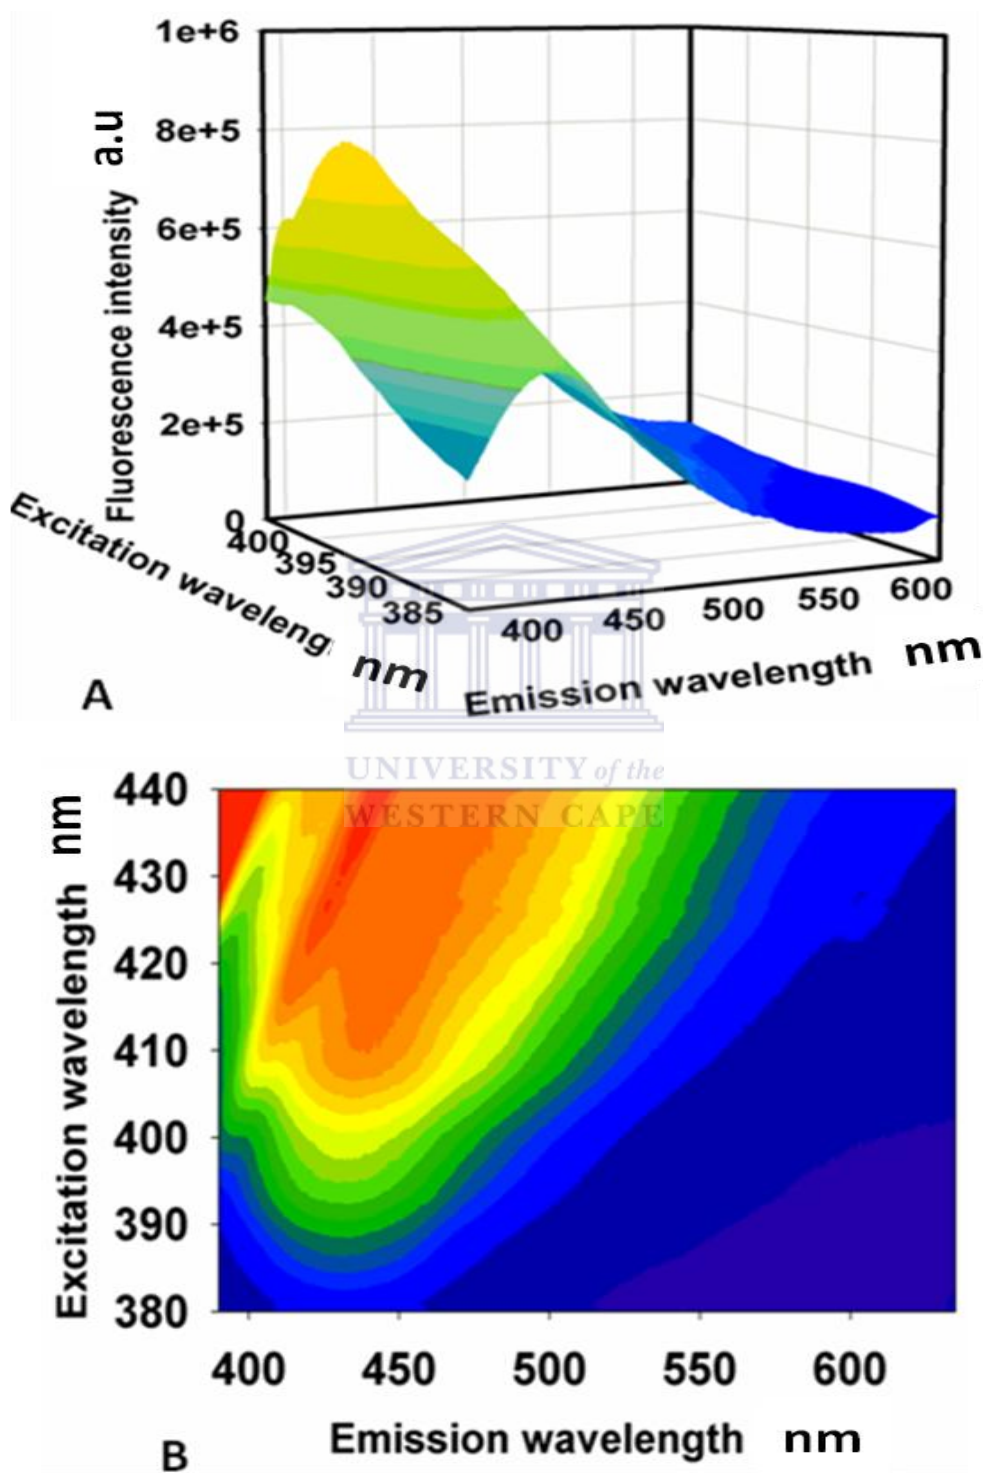 1e+6
8e+5
6e+5
4e+5
2e+5
0
Fluorescence intensity a.u
400
395
390
385
Excitation waveleng nm
400 450 500 550 600
Emission wavelength nm
A
UNIVERSITY of the
WESTERN CAPE
440
430
420
410
400
390
380
Excitation wavelength nm
400 450 500 550 600
Emission wavelength nm
B